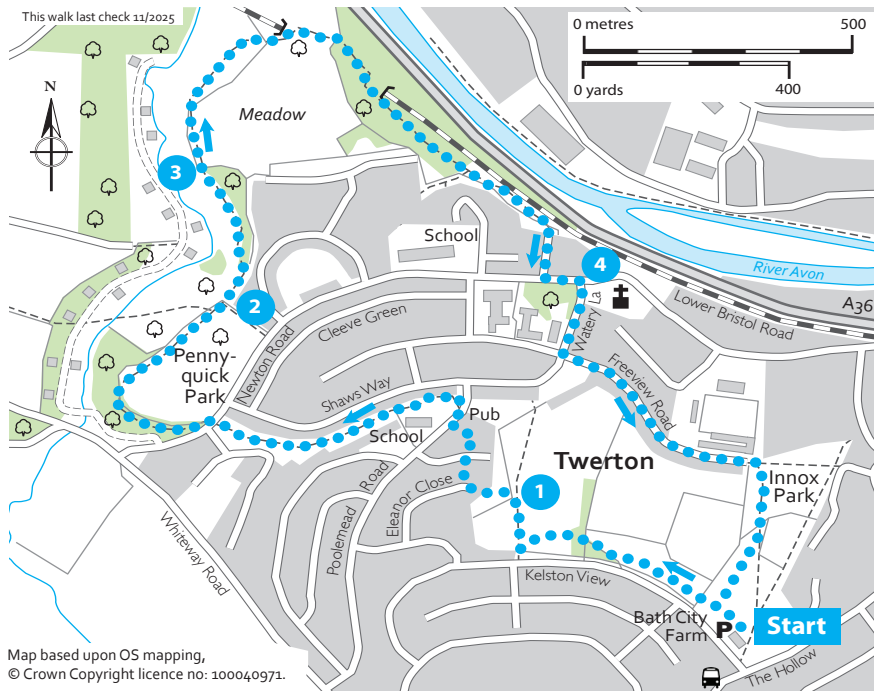 This walk last check 11/2025
0 metres 500
0 yards 400
N
Meadow
3
School
4
River Avon
A36
Lower Bristol Road
Watery La
2
Cleeve Green
Newton Road
Penny-
quick
Park
Freeview Road
Shaws Way
Pub
School
Twerton
Innox
Park
1
Poolemead Road
Eleanor Close
Whiteway Road
Kelston View
Bath City
Farm
P
Start
The Hollow
Map based upon OS mapping,
© Crown Copyright licence no: 100040971.